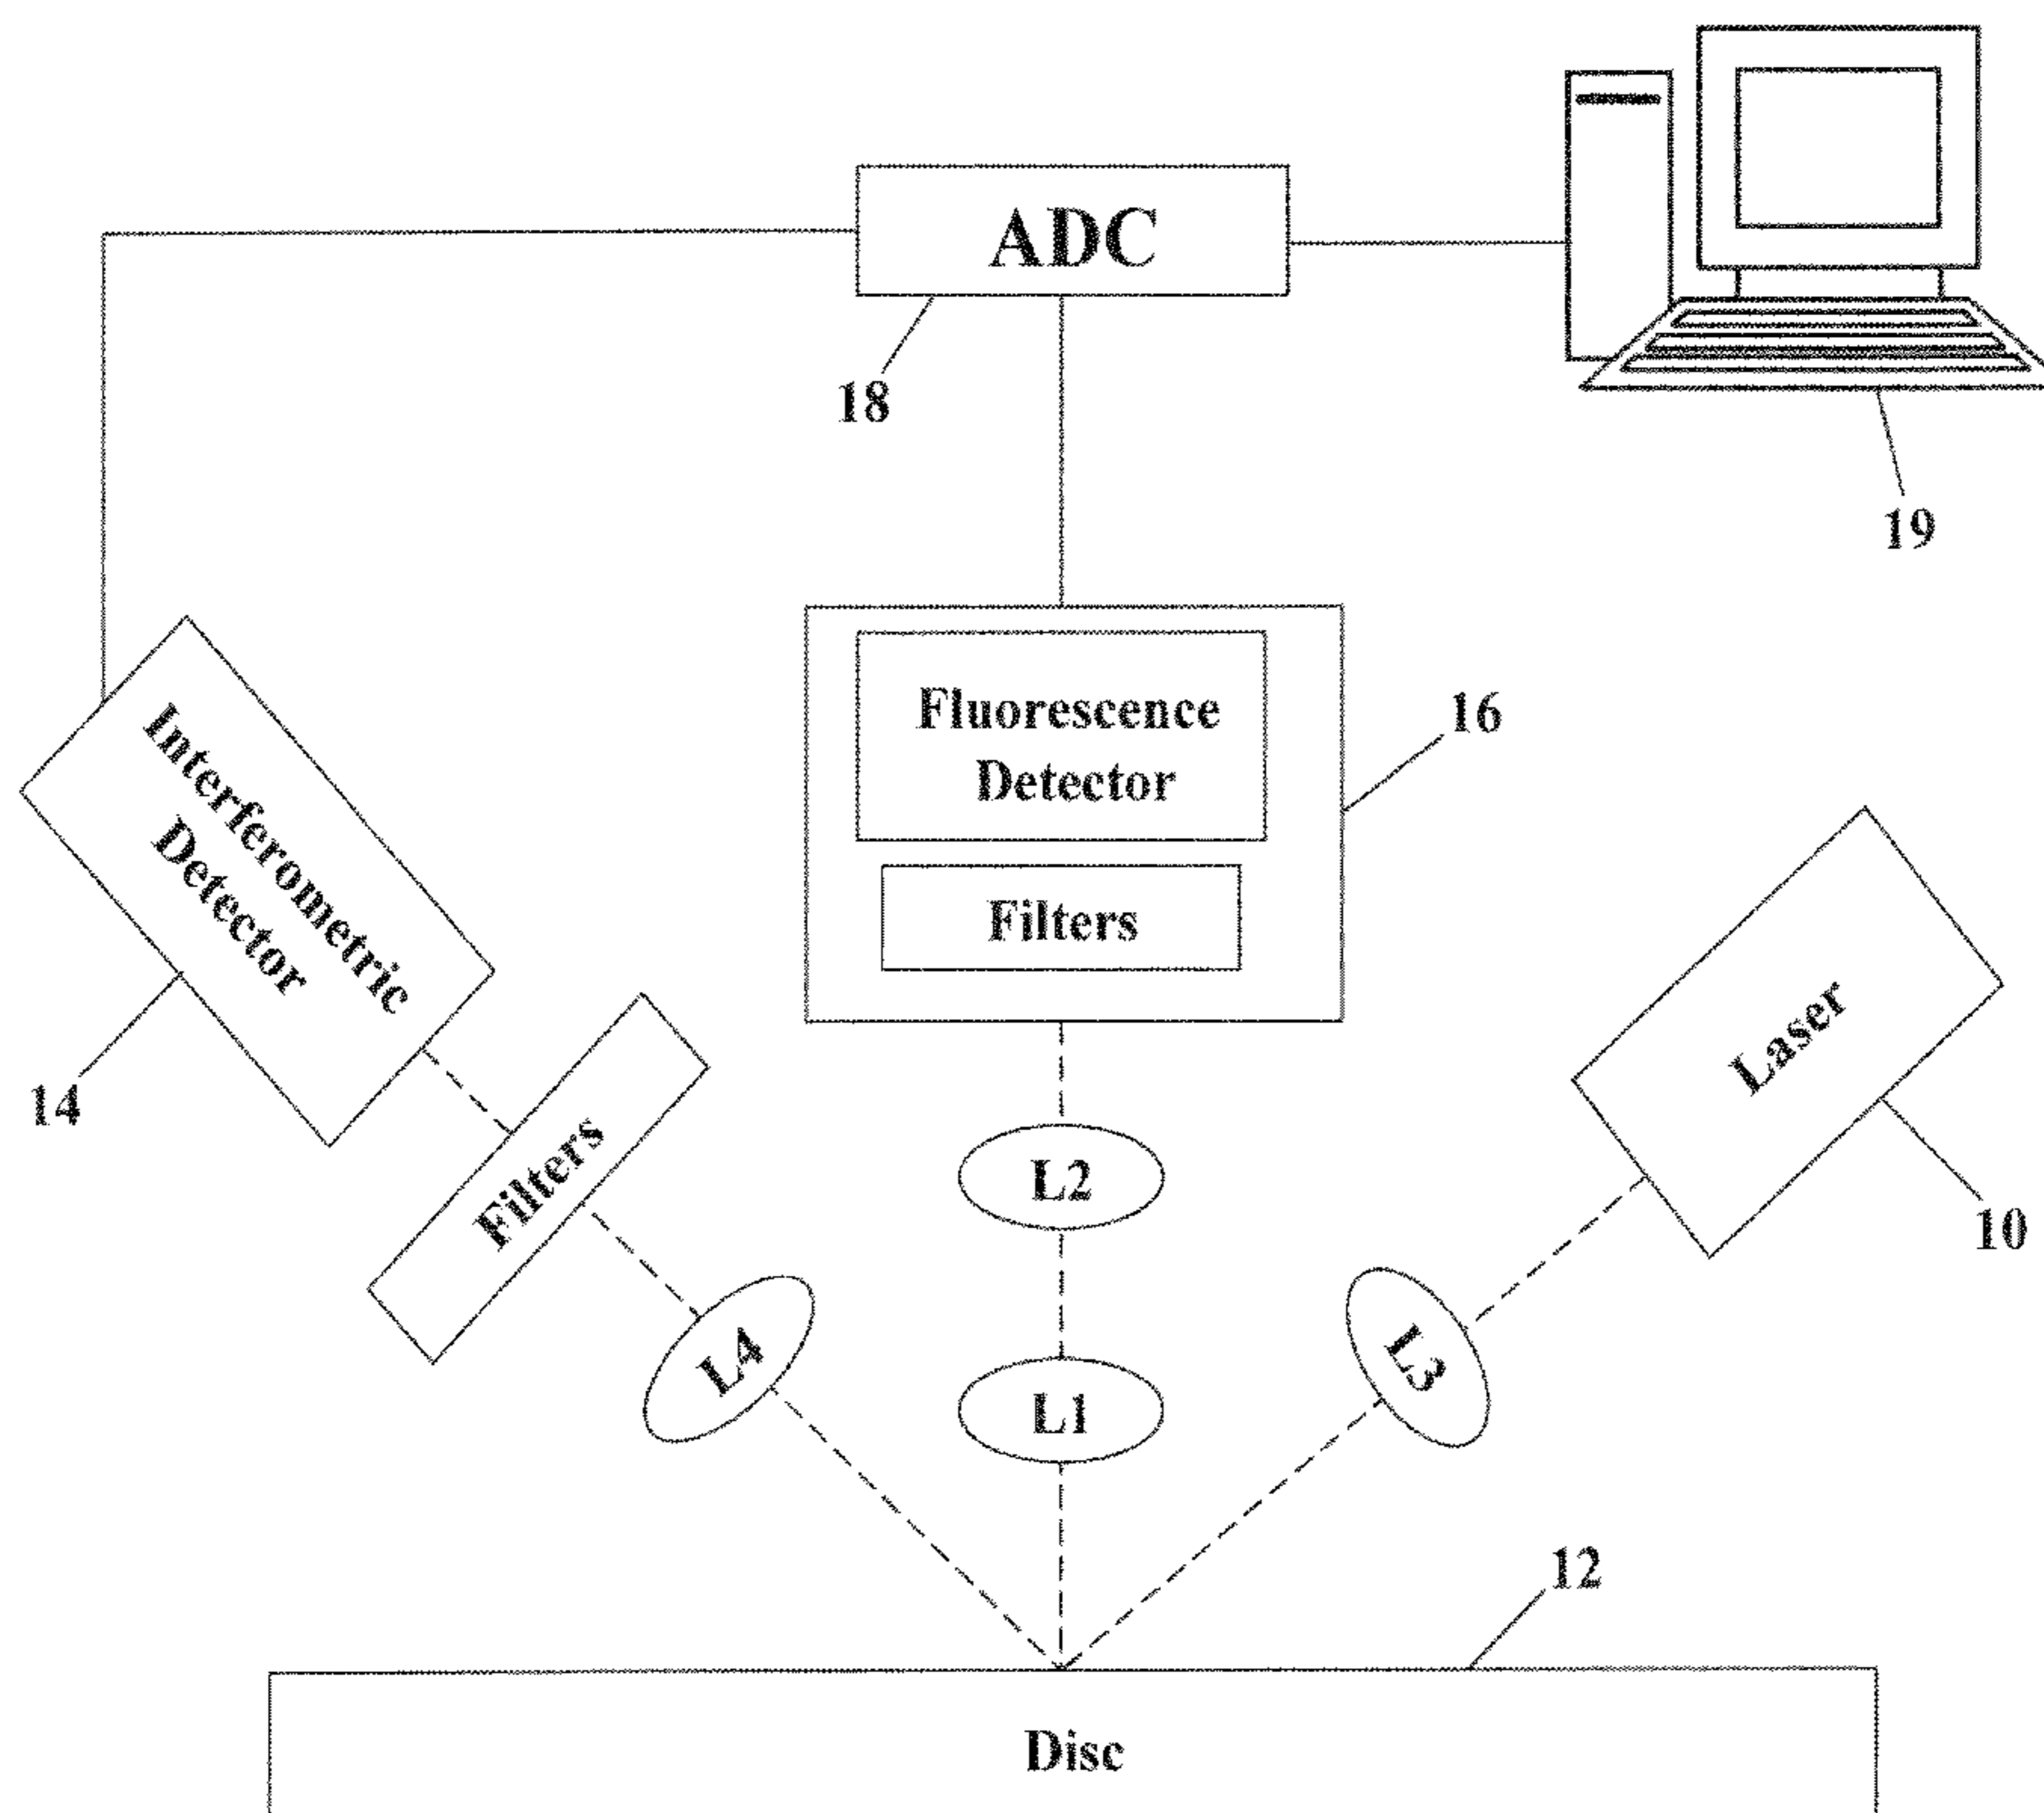 ADC
18
19
Fluorescence
Detector
16
Interferometric
Detector
Filters
Laser
14
Filters
L2
10
L4
L1
L3
12
Disc